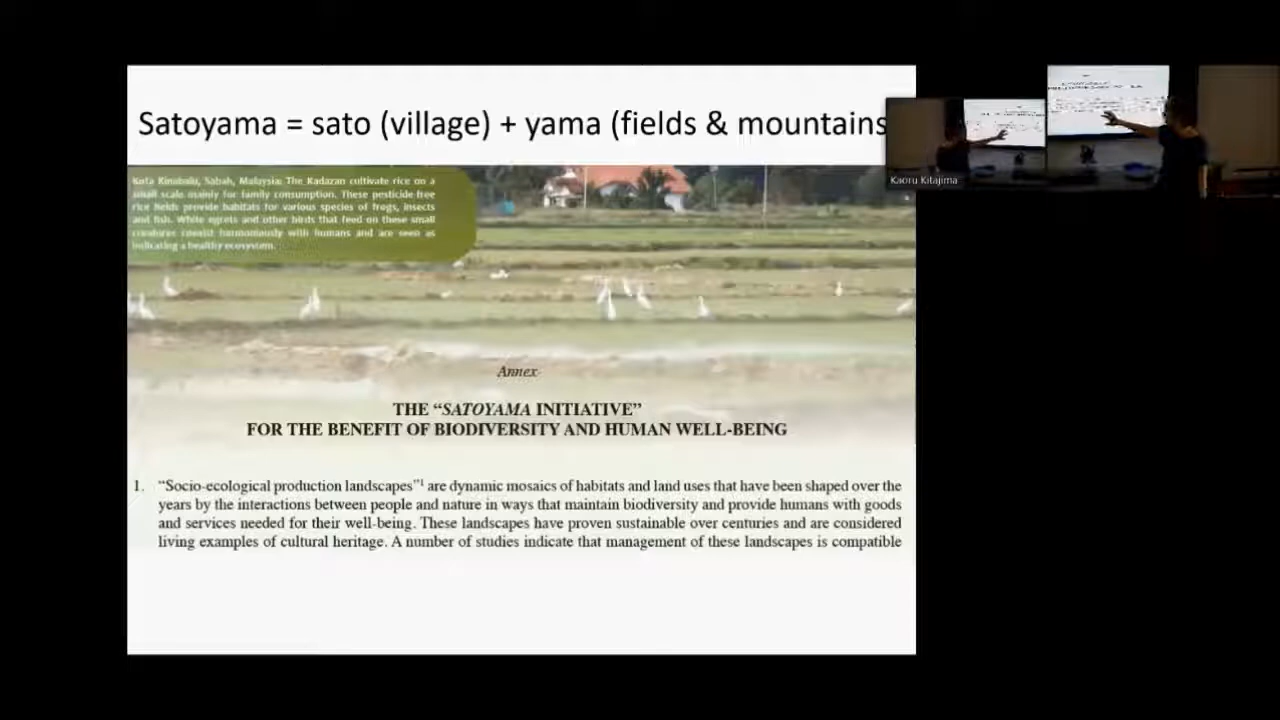 Satoyama = sato (village) + yama (fields & mountains
Kota Kinabalu, Sabah, Malaysia: The Kadazan cultivate rice on a
small scale mainly for family consumption. These pesticide-free
rice fields provide habitats for various species of frogs, insects
and fish. White egrets and other birds that feed on these small
creatures coexist harmoniously with humans and are seen as
indicating a healthy ecosystem.
Kaoru Kitajima
Annex
THE “SATOYAMA INITIATIVE”
FOR THE BENEFIT OF BIODIVERSITY AND HUMAN WELL-BEING
1. “Socio-ecological production landscapes”1 are dynamic mosaics of habitats and land uses that have been shaped over the
years by the interactions between people and nature in ways that maintain biodiversity and provide humans with goods
and services needed for their well-being. These landscapes have proven sustainable over centuries and are considered
living examples of cultural heritage. A number of studies indicate that management of these landscapes is compatible